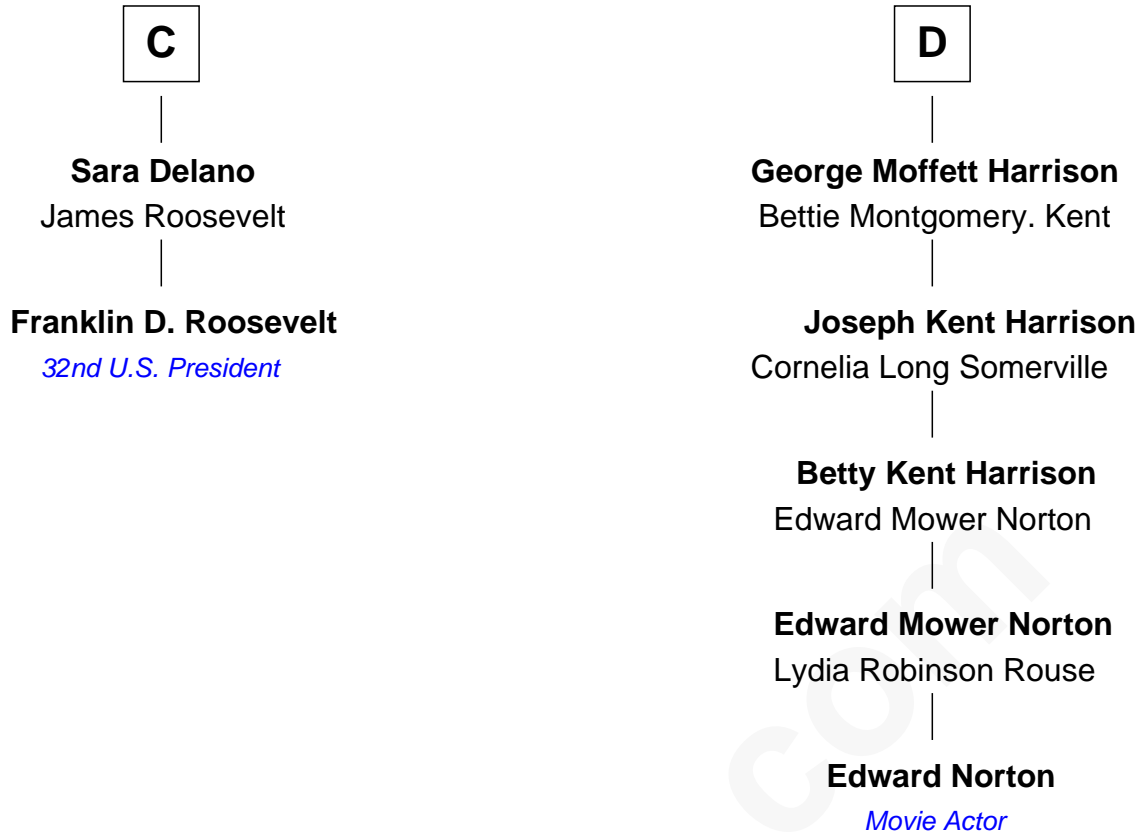 C
Sara Delano
James Roosevelt
Franklin D. Roosevelt
32nd U.S. President
D
George Moffett Harrison
Bettie Montgomery. Kent
Joseph Kent Harrison
Cornelia Long Somerville
Betty Kent Harrison
Edward Mower Norton
Edward Mower Norton
Lydia Robinson Rouse
Edward Norton
Movie Actor
com